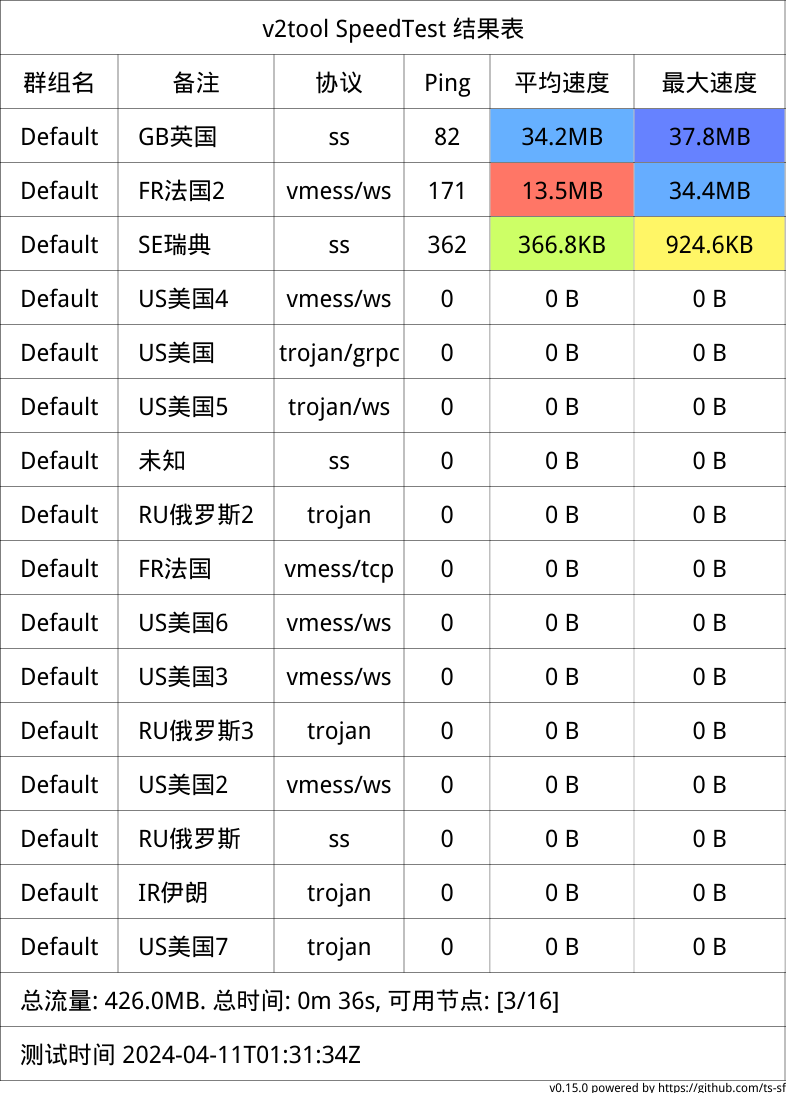 v2tool SpeedTest 结果表
群组名 备注 协议 Ping 平均速度 最大速度
Default GB英国 ss 82 34.2MB 37.8MB
Default FR法国2 vmess/ws 171 13.5MB 34.4MB
Default SE瑞典 ss 362 366.8KB 924.6KB
Default US美国4 vmess/ws 0 0 B 0 B
Default US美国 trojan/grpc 0 0 B 0 B
Default US美国5 trojan/ws 0 0 B 0 B
Default 未知 ss 0 0 B 0 B
Default RU俄罗斯2 trojan 0 0 B 0 B
Default FR法国 vmess/tcp 0 0 B 0 B
Default US美国6 vmess/ws 0 0 B 0 B
Default US美国3 vmess/ws 0 0 B 0 B
Default RU俄罗斯3 trojan 0 0 B 0 B
Default US美国2 vmess/ws 0 0 B 0 B
Default RU俄罗斯 ss 0 0 B 0 B
Default IR伊朗 trojan 0 0 B 0 B
Default US美国7 trojan 0 0 B 0 B
总流量: 426.0MB. 总时间: 0m 36s, 可用节点: [3/16]
测试时间 2024-04-11T01:31:34Z
v0.15.0 powered by https://github.com/ts-sf